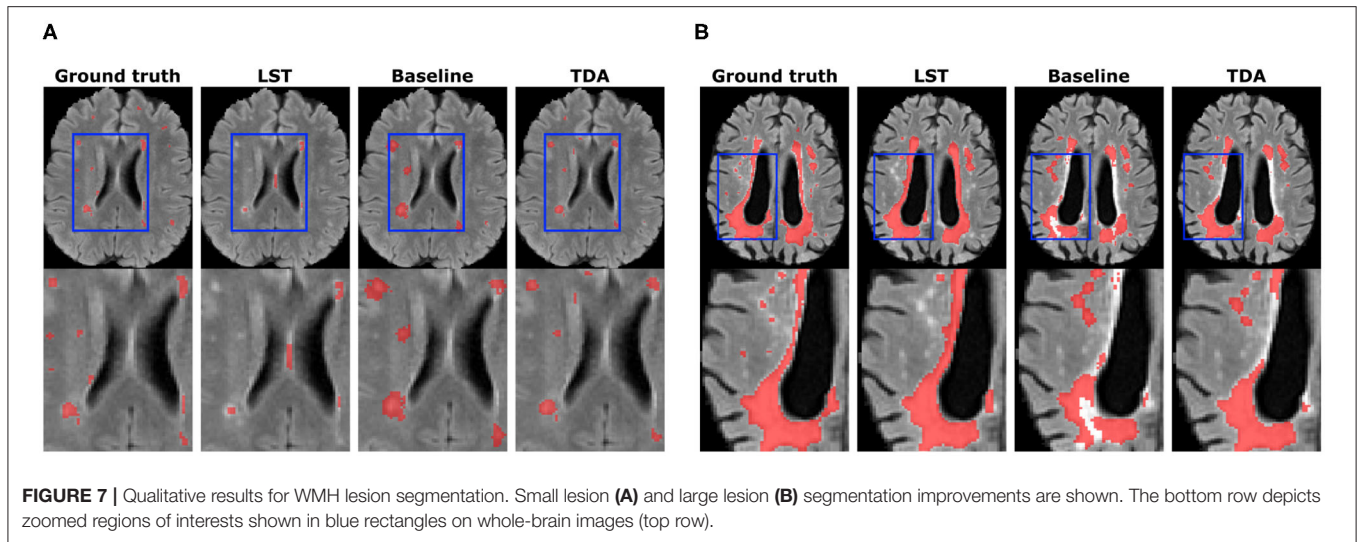 A
B
Ground truth LST Baseline TDA
Ground truth LST Baseline TDA
FIGURE 7 | Qualitative results for WMH lesion segmentation. Small lesion (A) and large lesion (B) segmentation improvements are shown. The bottom row depicts
zoomed regions of interests shown in blue rectangles on whole-brain images (top row).